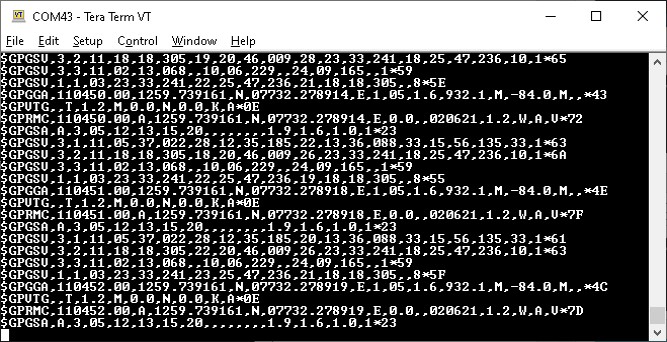 COM43 - Tera Term VT
File Edit Setup Control Window Help
$GPGSV,3,2,11,18,18,305,19,20,46,009,28,23,33,241,18,25,47,236,10,1*65
$GPGSV,3,3,11,02,13,068,,10,06,229,,24,09,165,,1*59
$GPGSV,1,1,03,23,33,241,22,25,47,236,21,18,18,305,,8*5E
$GPGGA,110450.00,1259.739161,N,07732.278914,E,1,05,1.6,932.1,M,-84.0,M,,*43
$GPVTG,,T,1.2,M,0.0,N,0.0,K,A*0E
$GPRMC,110450.00,A,1259.739161,N,07732.278914,E,0.0,,020621,1.2,W,A,V*72
$GPGSA,A,3,05,12,13,15,20,,,,,,,,1.9,1.6,1.0,1*23
$GPGSV,3,1,11,05,37,022,28,12,35,185,22,13,36,088,33,15,56,135,33,1*63
$GPGSV,3,2,11,18,18,305,18,20,46,009,26,23,33,241,18,25,47,236,10,1*6A
$GPGSV,3,3,11,02,13,068,,10,06,229,,24,09,165,,1*59
$GPGSV,1,1,03,23,33,241,22,25,47,236,19,18,18,305,,8*55
$GPGGA,110451.00,1259.739161,N,07732.278918,E,1,05,1.6,932.1,M,-84.0,M,,*4E
$GPVTG,,T,1.2,M,0.0,N,0.0,K,A*0E
$GPRMC,110451.00,A,1259.739161,N,07732.278918,E,0.0,,020621,1.2,W,A,V*7F
$GPGSA,A,3,05,12,13,15,20,,,,,,,,1.9,1.6,1.0,1*23
$GPGSV,3,1,11,05,37,022,28,12,35,185,20,13,36,088,33,15,56,135,33,1*61
$GPGSV,3,2,11,18,18,305,22,20,46,009,26,23,33,241,18,25,47,236,10,1*63
$GPGSV,3,3,11,02,13,068,,10,06,229,,24,09,165,,1*59
$GPGSV,1,1,03,23,33,241,23,25,47,236,21,18,18,305,,8*5F
$GPGGA,110452.00,1259.739161,N,07732.278919,E,1,05,1.6,932.1,M,-84.0,M,,*4C
$GPVTG,,T,1.2,M,0.0,N,0.0,K,A*0E
$GPRMC,110452.00,A,1259.739161,N,07732.278919,E,0.0,,020621,1.2,W,A,V*7D
$GPGSA,A,3,05,12,13,15,20,,,,,,,,1.9,1.6,1.0,1*23